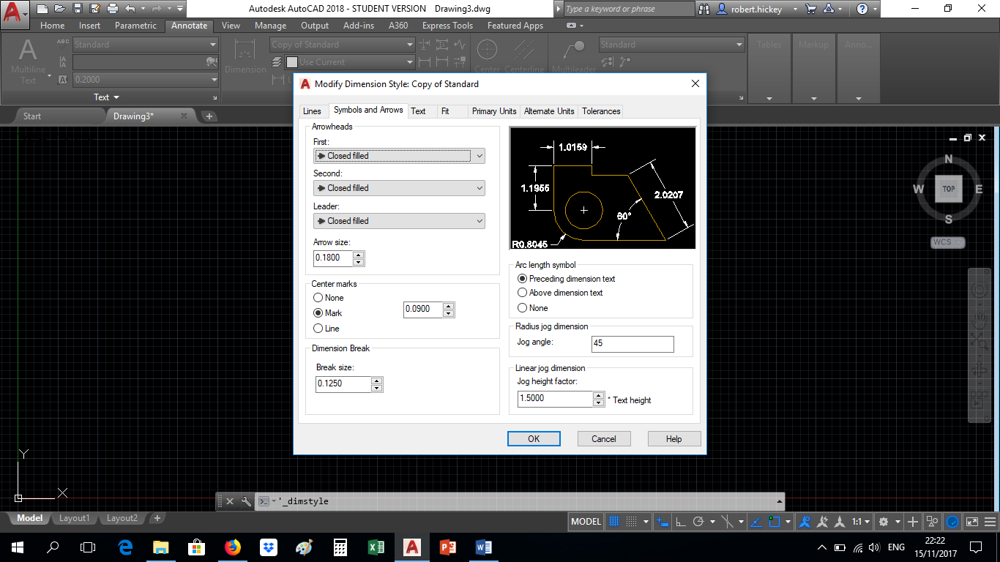 Autodesk AutoCAD 2018 - STUDENT VERSION Drawing3.dwg
Type a keyword or phrase
robert.hickey
Home Insert Parametric Annotate View Manage Output Add-ins A360 Express Tools Featured Apps
Standard
Copy of Standard
Standard
Use Current
Multiline
Text
0.2000
Dimension
Center
Centerline
Multileader
Tables
Markup
Anno...
Text
Start
Drawing3*
Modify Dimension Style: Copy of Standard
Lines Symbols and Arrows Text Fit Primary Units Alternate Units Tolerances
Arrowheads
First:
Closed filled
Second:
Closed filled
Leader:
Closed filled
Arrow size:
0.1800
Center marks
None
Mark
0.0900
Line
Dimension Break
Break size:
0.1250
1.0159
1.1955
2.0207
60°
R0.8045
Arc length symbol
Preceding dimension text
Above dimension text
None
Radius jog dimension
Jog angle:
45
Linear jog dimension
Jog height factor:
1.5000
* Text height
OK Cancel Help
N
W TOP E
S
WCS
Y
X
'_dimstyle
Model Layout1 Layout2
MODEL
1:1
ENG
22:22
15/11/2017